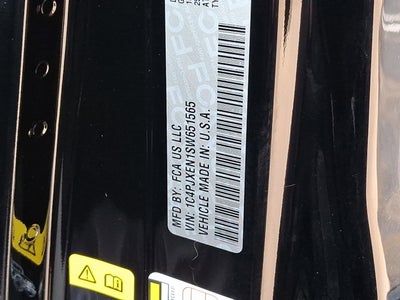 MFD BY: FCA US LLC
VIN: 1C4PJXEN1SW651565
VEHICLE MADE IN: U.S.A.